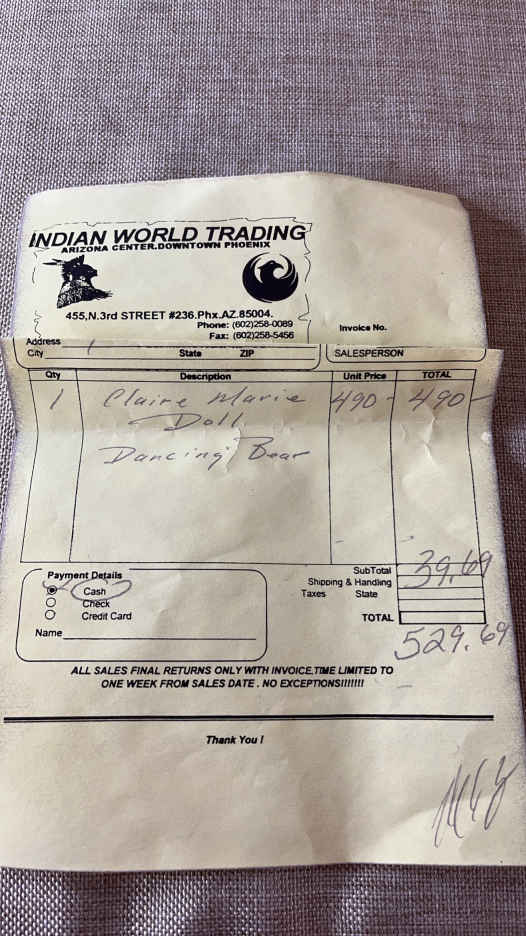 INDIAN WORLD TRADING
ARIZONA CENTER.DOWNTOWN PHOENIX
455,N.3rd STREET #236.Phx.AZ.85004.
Phone: (602)258-0089
Fax: (602)258-5456
Invoice No.
Address
City State ZIP
SALESPERSON
Qty Description Unit Price TOTAL
1 Claire Marie 490- 490-
Doll
Dancing Bear
Payment Details
Cash
Check
Credit Card
Name
SubTotal 39.69
Shipping & Handling
Taxes State
TOTAL
529.69
ALL SALES FINAL RETURNS ONLY WITH INVOICE,TIME LIMITED TO
ONE WEEK FROM SALES DATE . NO EXCEPTIONS!!!!!!!
Thank You !